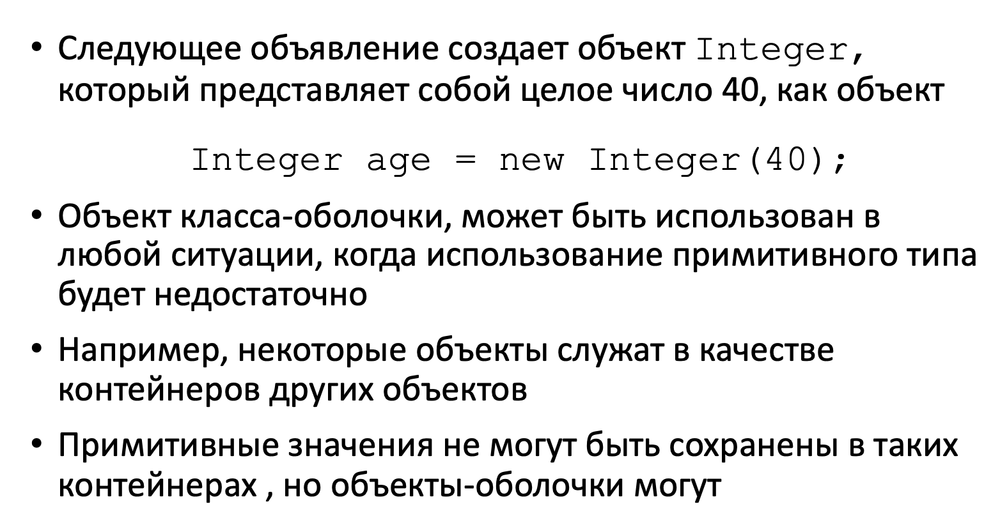 • Следующее объявление создает объект Integer,
который представляет собой целое число 40, как объект
Integer age = new Integer(40);
• Объект класса-оболочки, может быть использован в
любой ситуации, когда использование примитивного типа
будет недостаточно
• Например, некоторые объекты служат в качестве
контейнеров других объектов
• Примитивные значения не могут быть сохранены в таких
контейнерах , но объекты-оболочки могут